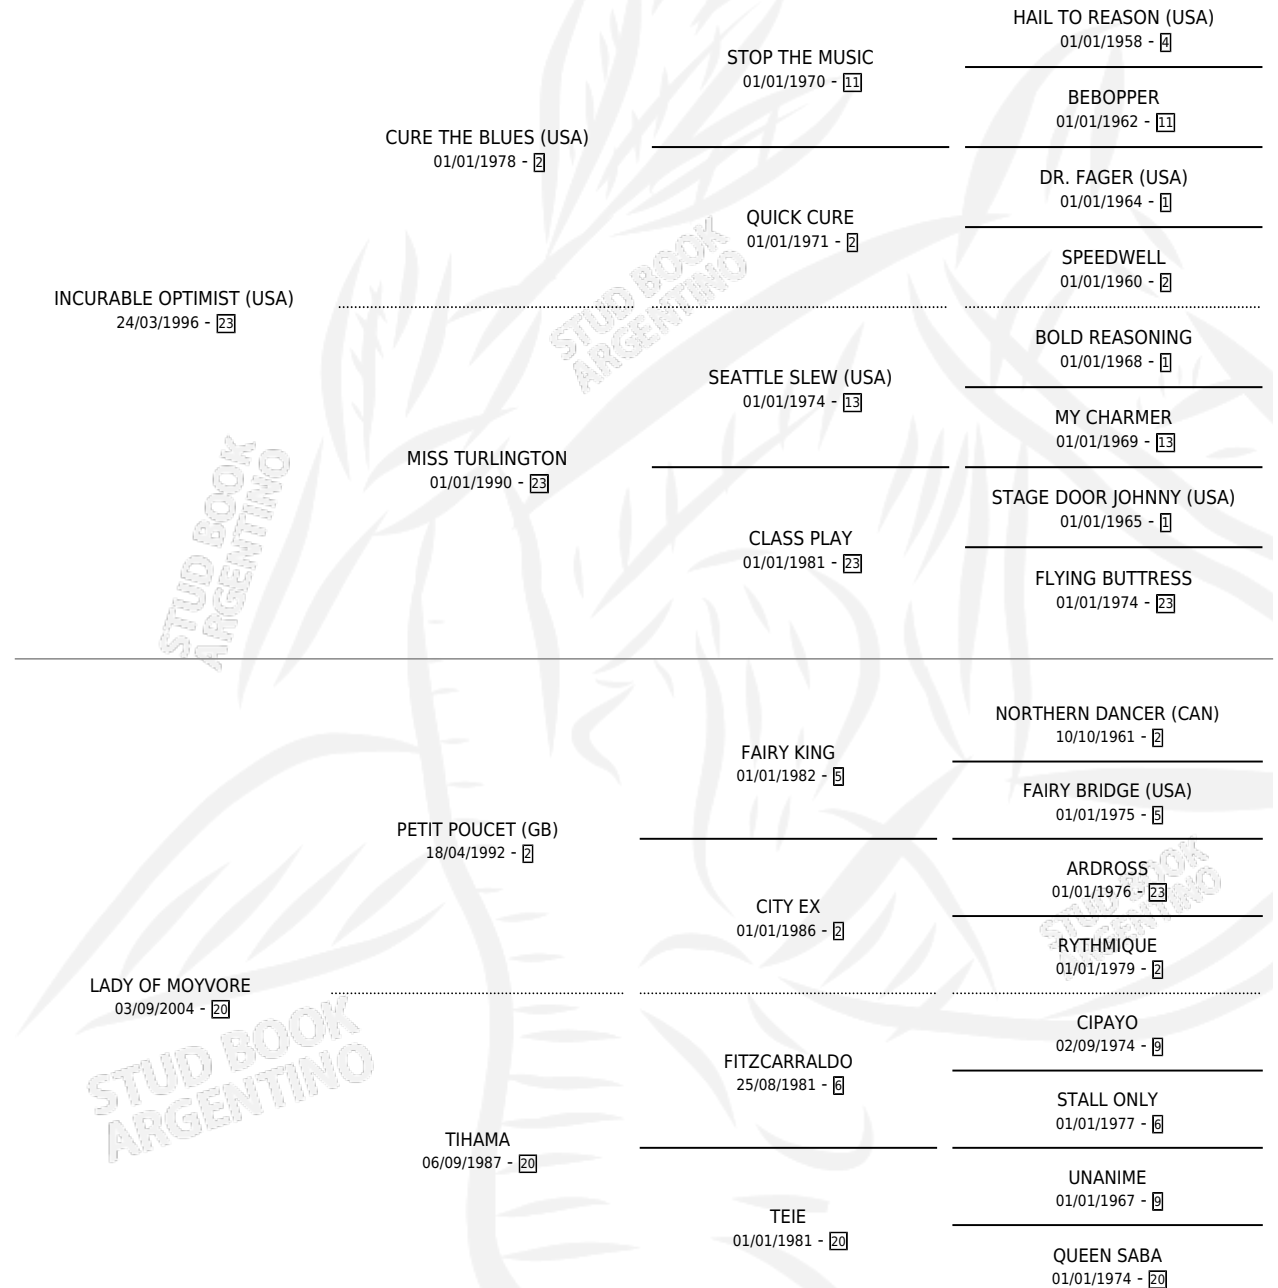 HAIL TO REASON (USA)
01/01/1958 - 4
STOP THE MUSIC
01/01/1970 - 11
BEBOPPER
01/01/1962 - 11
CURE THE BLUES (USA)
01/01/1978 - 2
DR. FAGER (USA)
01/01/1964 - 1
QUICK CURE
01/01/1971 - 2
SPEEDWELL
01/01/1960 - 2
INCURABLE OPTIMIST (USA)
24/03/1996 - 23
BOLD REASONING
01/01/1968 - 1
SEATTLE SLEW (USA)
01/01/1974 - 13
MY CHARMER
01/01/1969 - 13
MISS TURLINGTON
01/01/1990 - 23
STAGE DOOR JOHNNY (USA)
01/01/1965 - 1
CLASS PLAY
01/01/1981 - 23
FLYING BUTTRESS
01/01/1974 - 23
NORTHERN DANCER (CAN)
10/10/1961 - 2
FAIRY KING
01/01/1982 - 5
FAIRY BRIDGE (USA)
01/01/1975 - 5
PETIT POUCET (GB)
18/04/1992 - 2
ARDROSS
01/01/1976 - 23
CITY EX
01/01/1986 - 2
RYTHMIQUE
01/01/1979 - 2
LADY OF MOYVORE
03/09/2004 - 20
CIPAYO
02/09/1974 - 9
FITZCARRALDO
25/08/1981 - 6
STALL ONLY
01/01/1977 - 6
TIHAMA
06/09/1987 - 20
UNANIME
01/01/1967 - 9
TEIE
01/01/1981 - 20
QUEEN SABA
01/01/1974 - 20
STUD BOOK
ARGENTINO
STUD BOOK
ARGENTINO
STUD BOOK
ARGENTINO
STUD BOOK
ARGENTINO